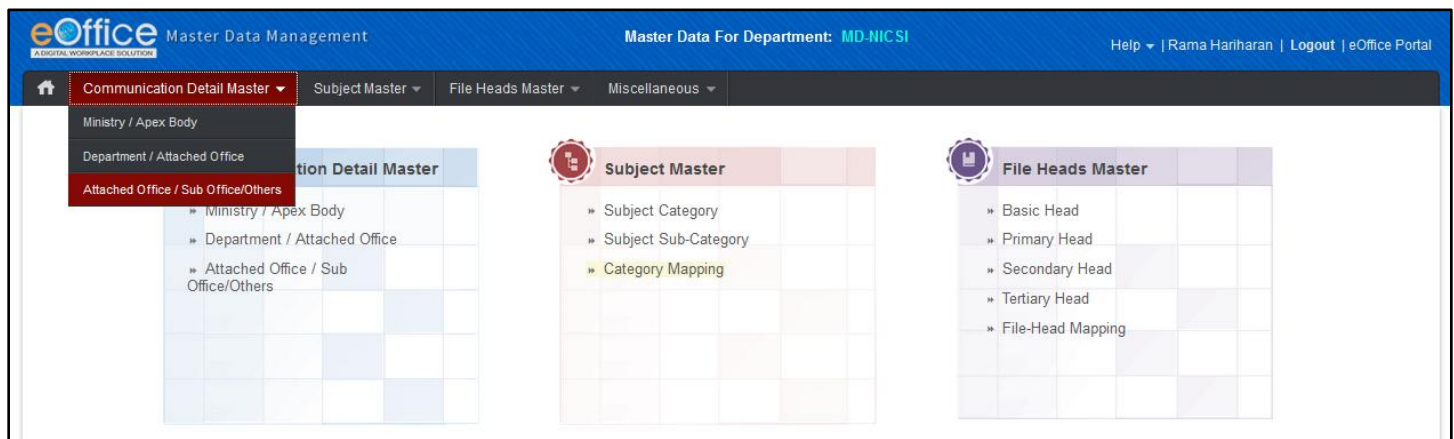 eOffice
A DIGITAL WORKPLACE SOLUTION
Master Data Management
Master Data For Department: MD-NICSI
Help | Rama Hariharan | Logout | eOffice Portal
Communication Detail Master
Subject Master
File Heads Master
Miscellaneous
Ministry / Apex Body
Department / Attached Office
Attached Office / Sub Office/Others
tion Detail Master
» Ministry / Apex Body
» Department / Attached Office
» Attached Office / Sub
Office/Others
Subject Master
» Subject Category
» Subject Sub-Category
» Category Mapping
File Heads Master
» Basic Head
» Primary Head
» Secondary Head
» Tertiary Head
» File-Head Mapping